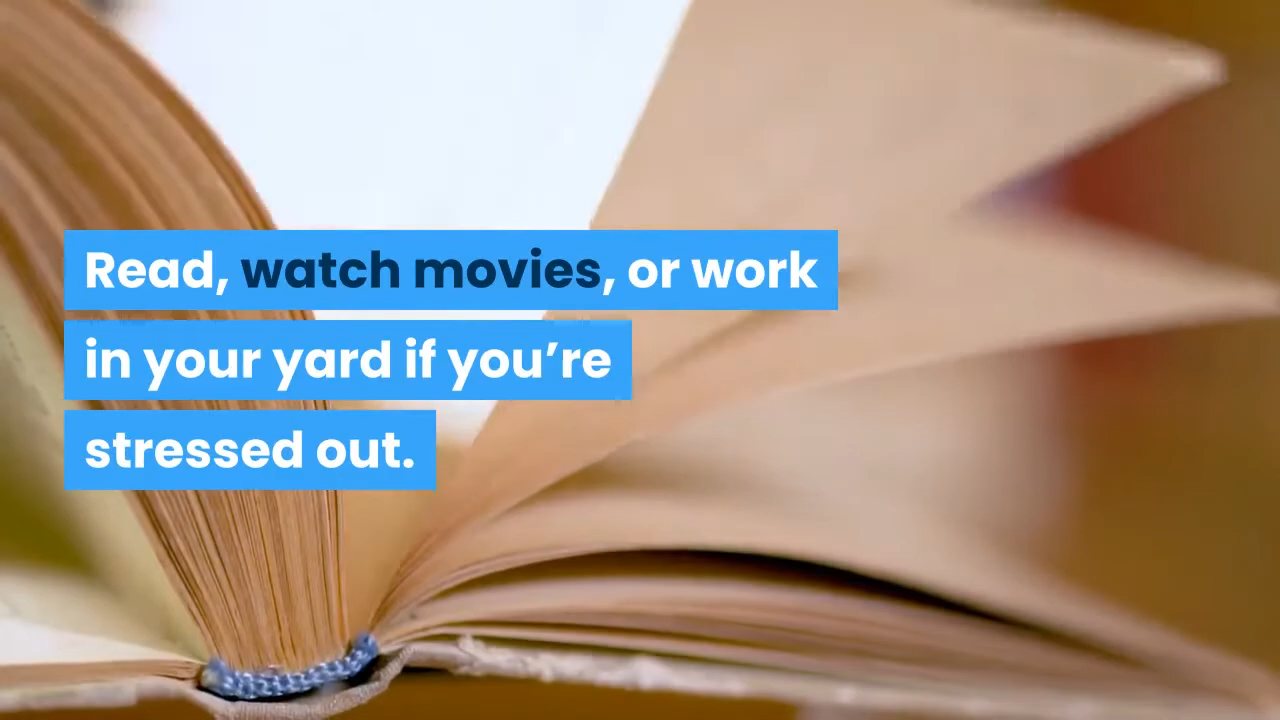 Read, watch movies, or work
in your yard if you’re
stressed out.